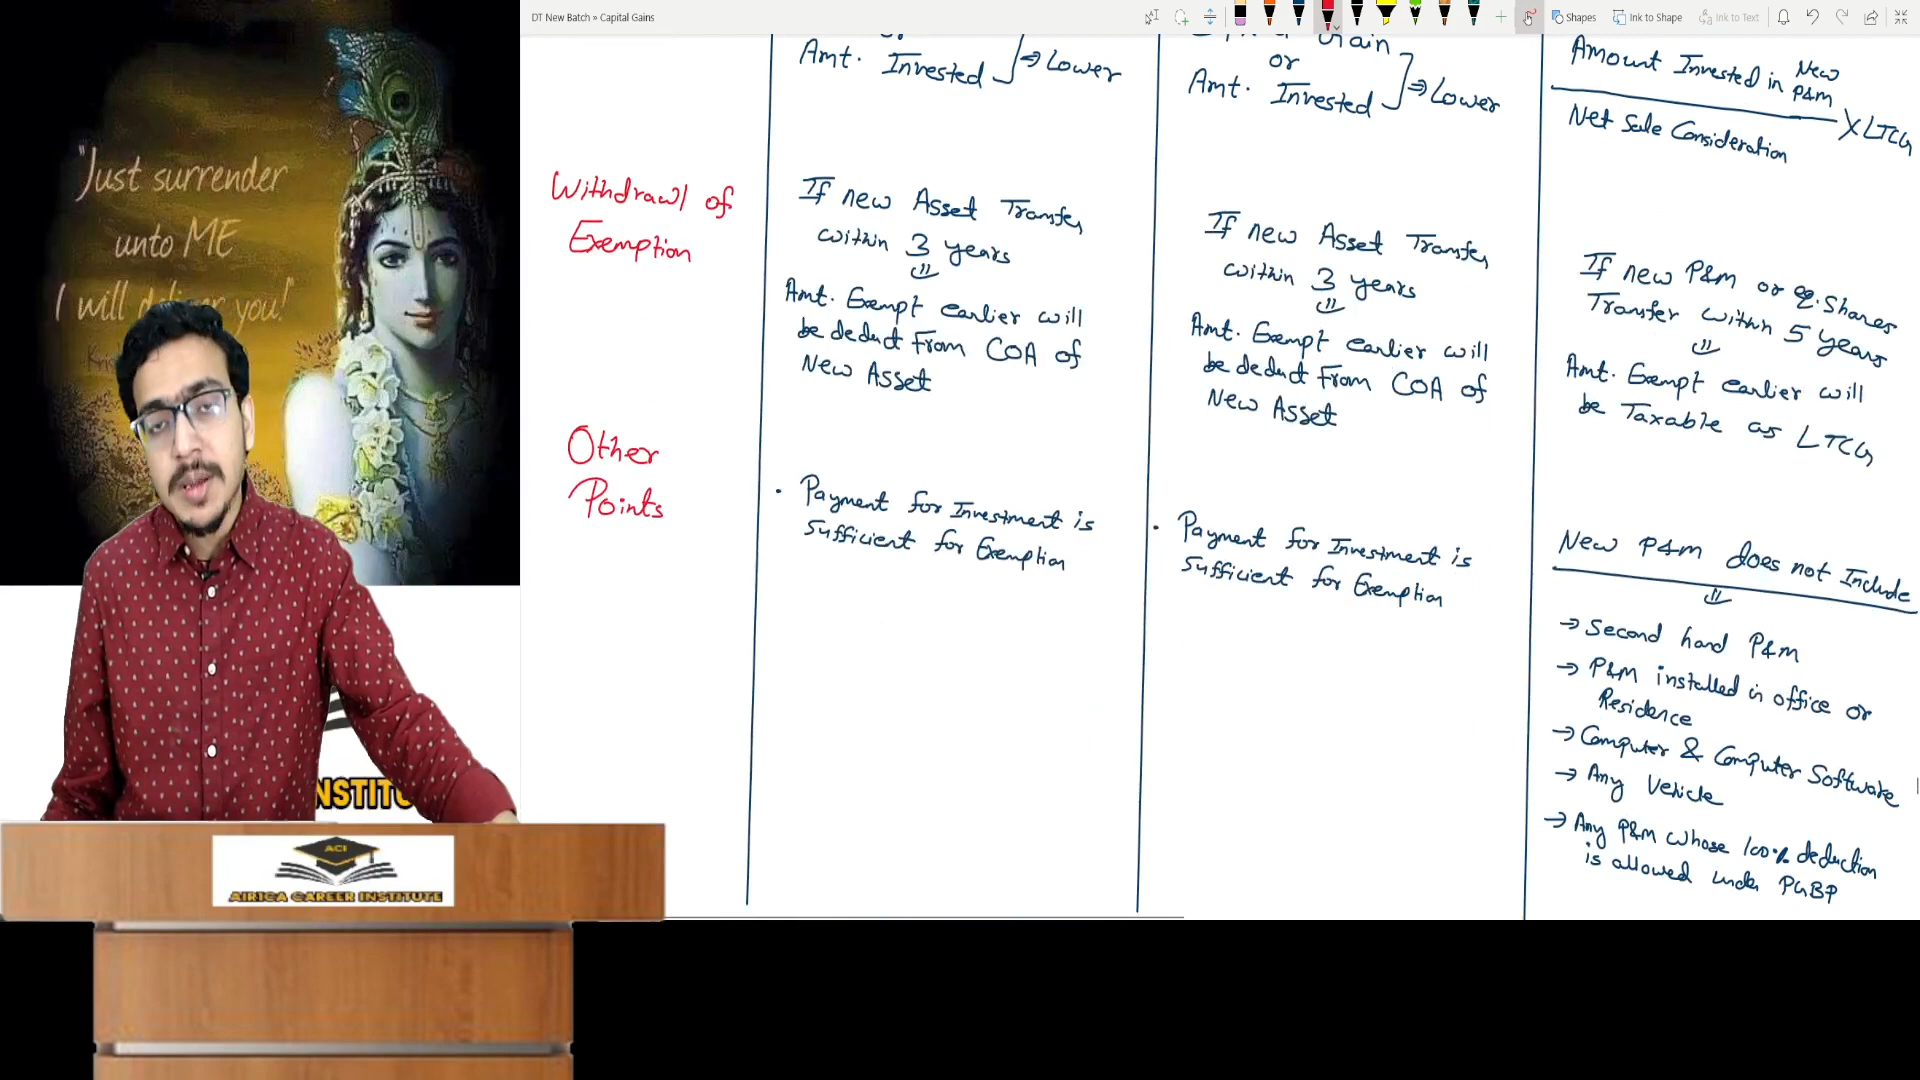 DT New Batch » Capital Gains
Shapes
Ink to Shape
Ink to Text
"Just surrender
unto ME
I will deliver you!"
INSTITU
ACI
AIRICA CAREER INSTITUTE
Amt. Invested ⇒ Lower
Gain
or
Amt. Invested ⇒ Lower
Amount Invested in New P&M
Net Sale Consideration
X LTCG
Withdrawl of
Exemption
If new Asset Transfer
within 3 years
Amt. Exempt earlier will
be deduct from COA of
New Asset
If new Asset Transfer
within 3 years
Amt. Exempt earlier will
be deduct from COA of
New Asset
If new P&M or eq. shares
Transfer within 5 years
Amt. Exempt earlier will
be Taxable as LTCG
Other
Points
• Payment for Investment is
sufficient for Exemption
• Payment for Investment is
sufficient for Exemption
New P&M does not Include
→ Second hand P&M
→ P&M installed in office or
Residence
→ Computer & Computer Software
→ Any Vehicle
→ Any P&M whose 100% deduction
is allowed under PGBP